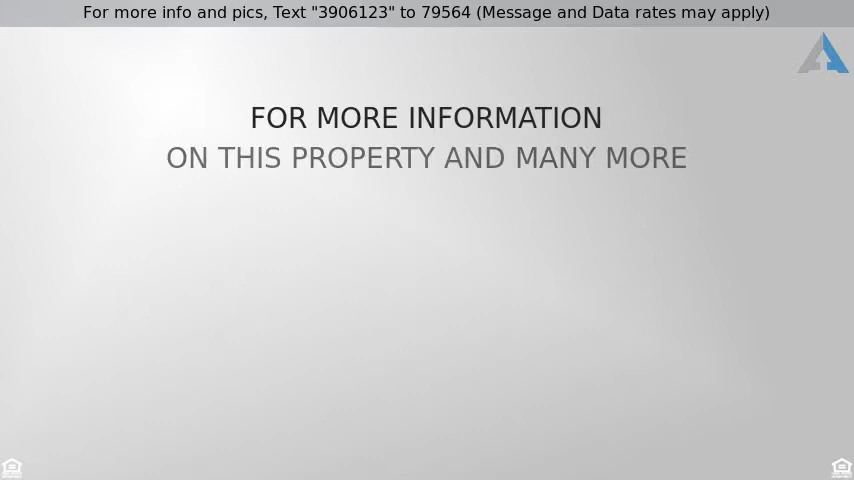 For more info and pics, Text "3906123" to 79564 (Message and Data rates may apply)
FOR MORE INFORMATION
ON THIS PROPERTY AND MANY MORE